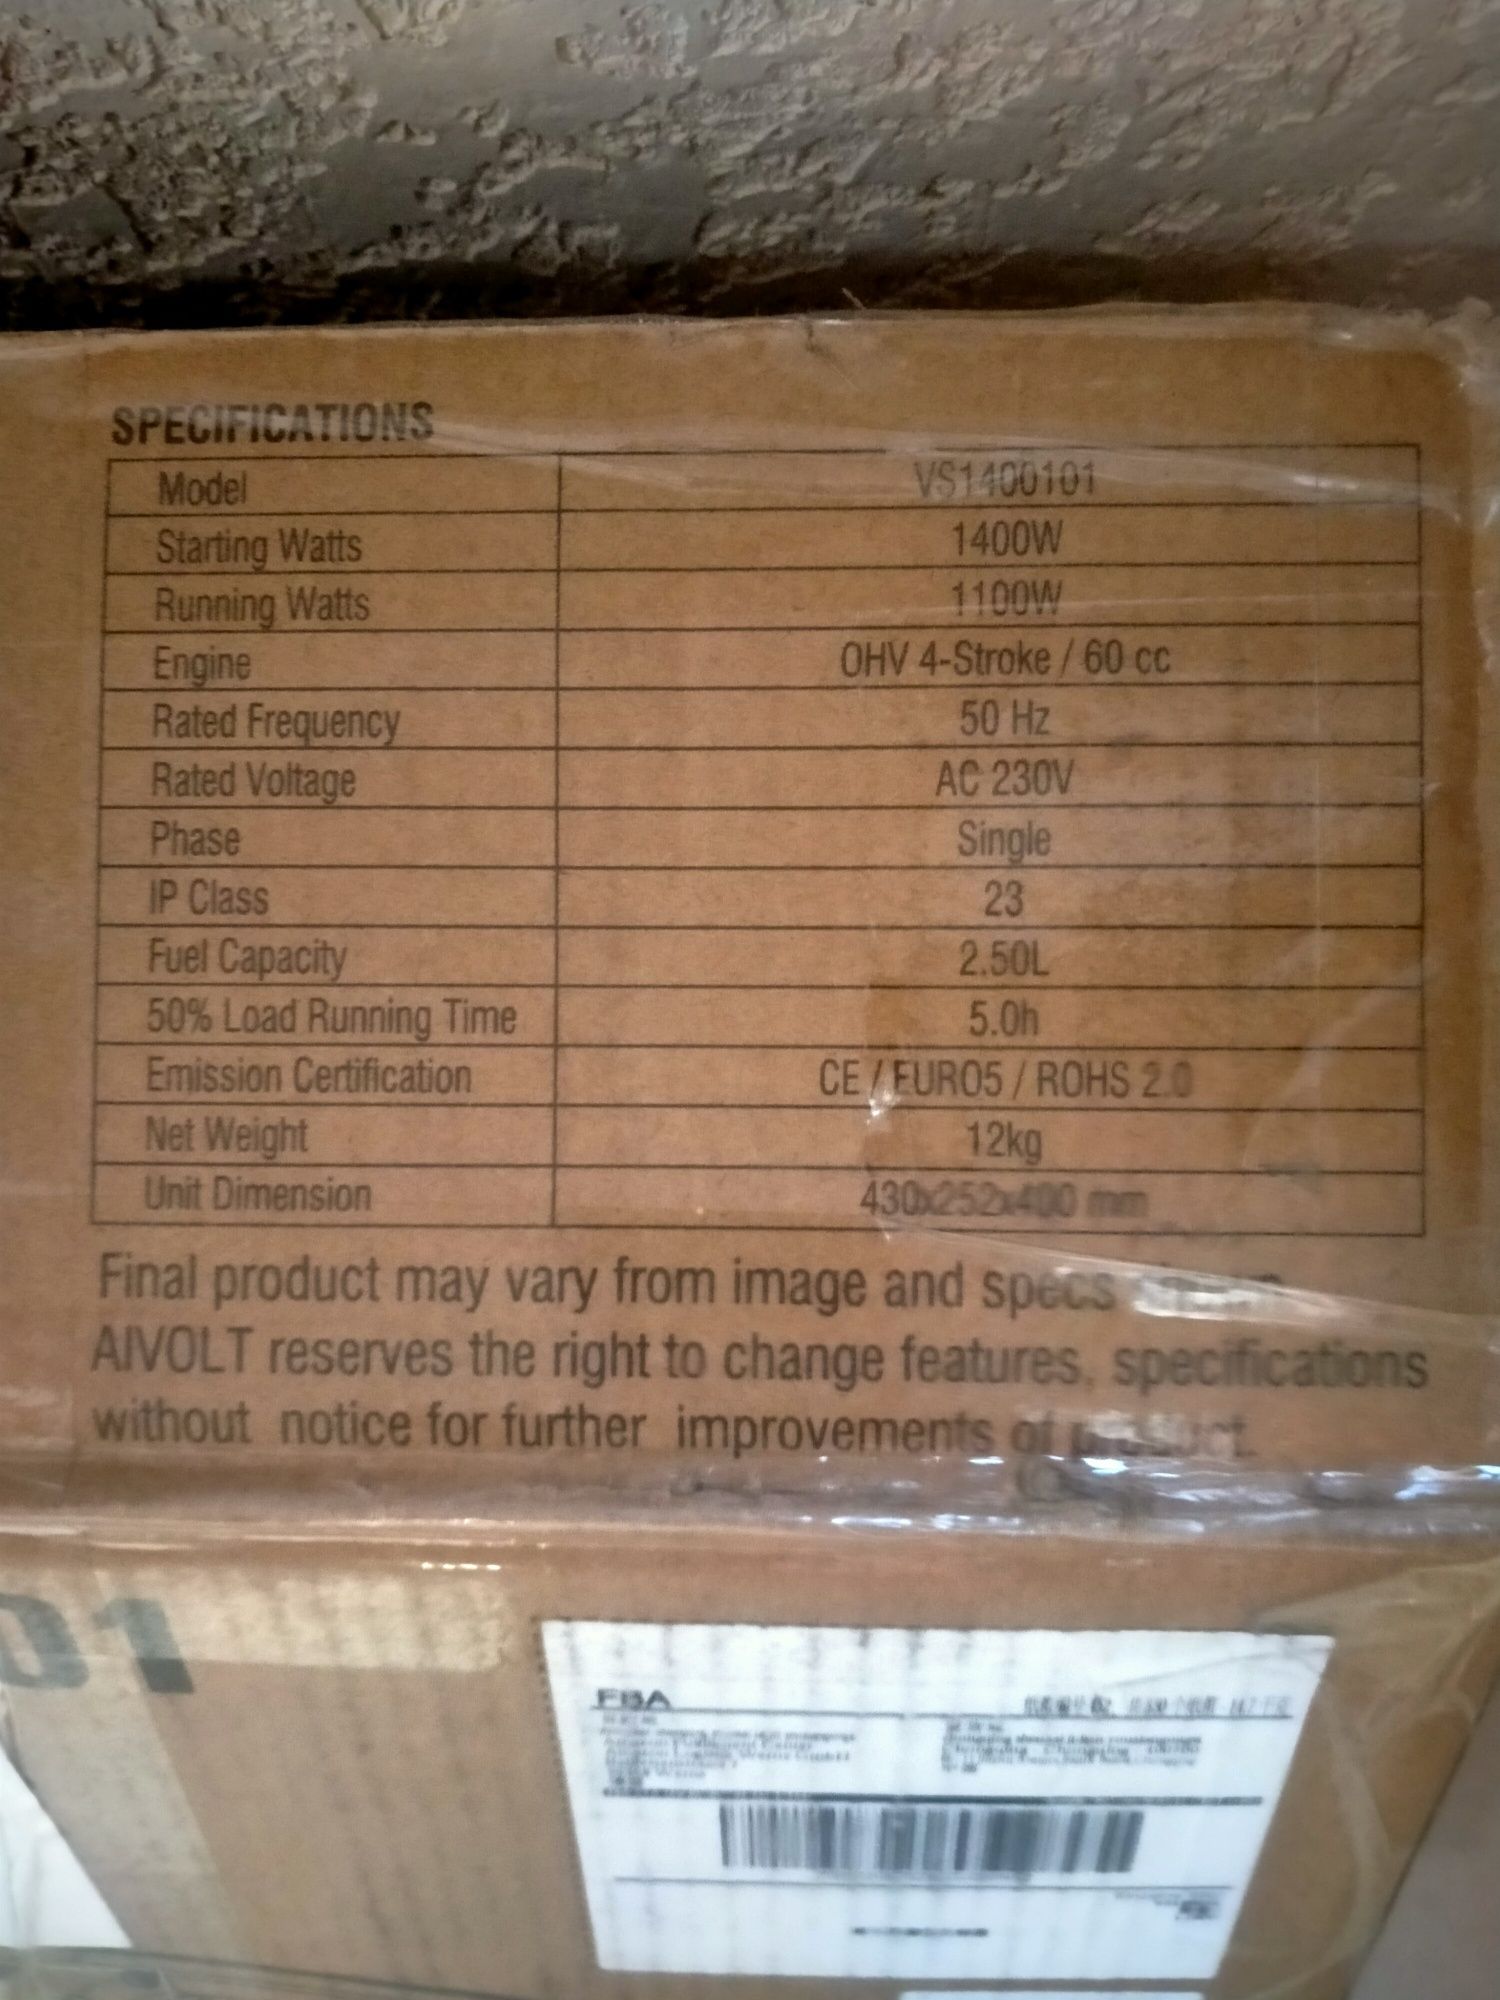 SPECIFICATIONS
Model VS1400101
Starting Watts 1400W
Running Watts 1100W
Engine OHV 4-Stroke / 60 cc
Rated Frequency 50 Hz
Rated Voltage AC 230V
Phase Single
IP Class 23
Fuel Capacity 2.50L
50% Load Running Time 5.0h
Emission Certification CE / EURO5 / ROHS 2.0
Net Weight 12kg
Unit Dimension 430x252x400 mm
Final product may vary from image and specs
AIVOLT reserves the right to change features, specifications
without notice for further improvements of product.
01
FBA